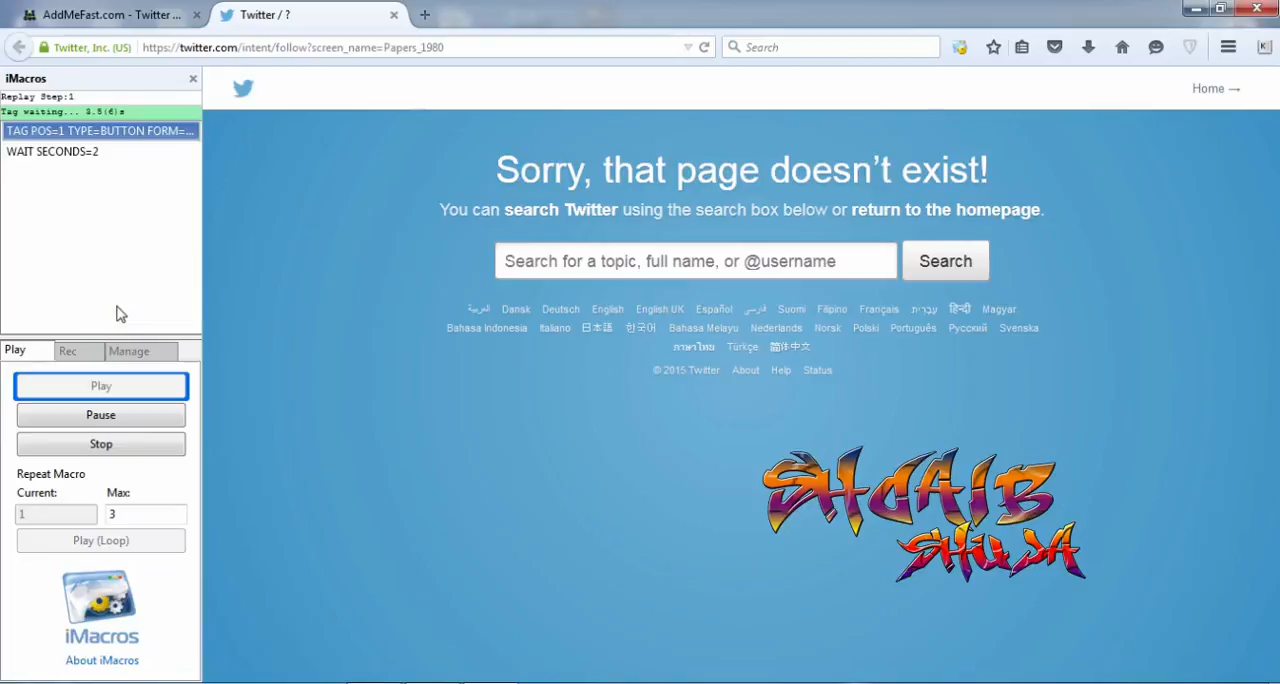 AddMeFast.com - Twitter ...
Twitter / ?
Twitter, Inc. (US)
https://twitter.com/intent/follow?screen_name=Papers_1980
Search
iMacros
Replay Step:1
Tag waiting... 3.5(6)s
TAG POS=1 TYPE=BUTTON FORM=...
WAIT SECONDS=2
Home →
Sorry, that page doesn’t exist!
You can search Twitter using the search box below or return to the homepage.
Search for a topic, full name, or @username
Search
العربية Dansk Deutsch English English UK Español فارسی Suomi Filipino Français עברית हिन्दी Magyar
Bahasa Indonesia Italiano 日本語 한국어 Bahasa Melayu Nederlands Norsk Polski Português Русский Svenska
ภาษาไทย Türkçe 简体中文
© 2015 Twitter About Help Status
Play
Rec
Manage
Play
Pause
Stop
Repeat Macro
Current:
Max:
1
3
Play (Loop)
iMacros
About iMacros
SHOAIB
SHUJA